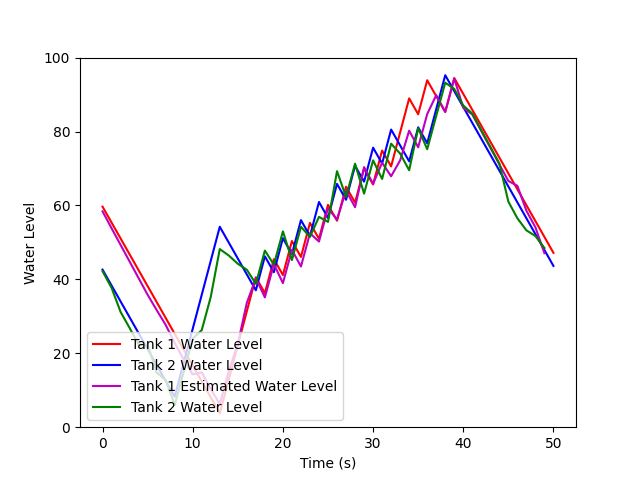 100
80
60
40
20
0
Water Level
Tank 1 Water Level
Tank 2 Water Level
Tank 1 Estimated Water Level
Tank 2 Water Level
0 10 20 30 40 50
Time (s)